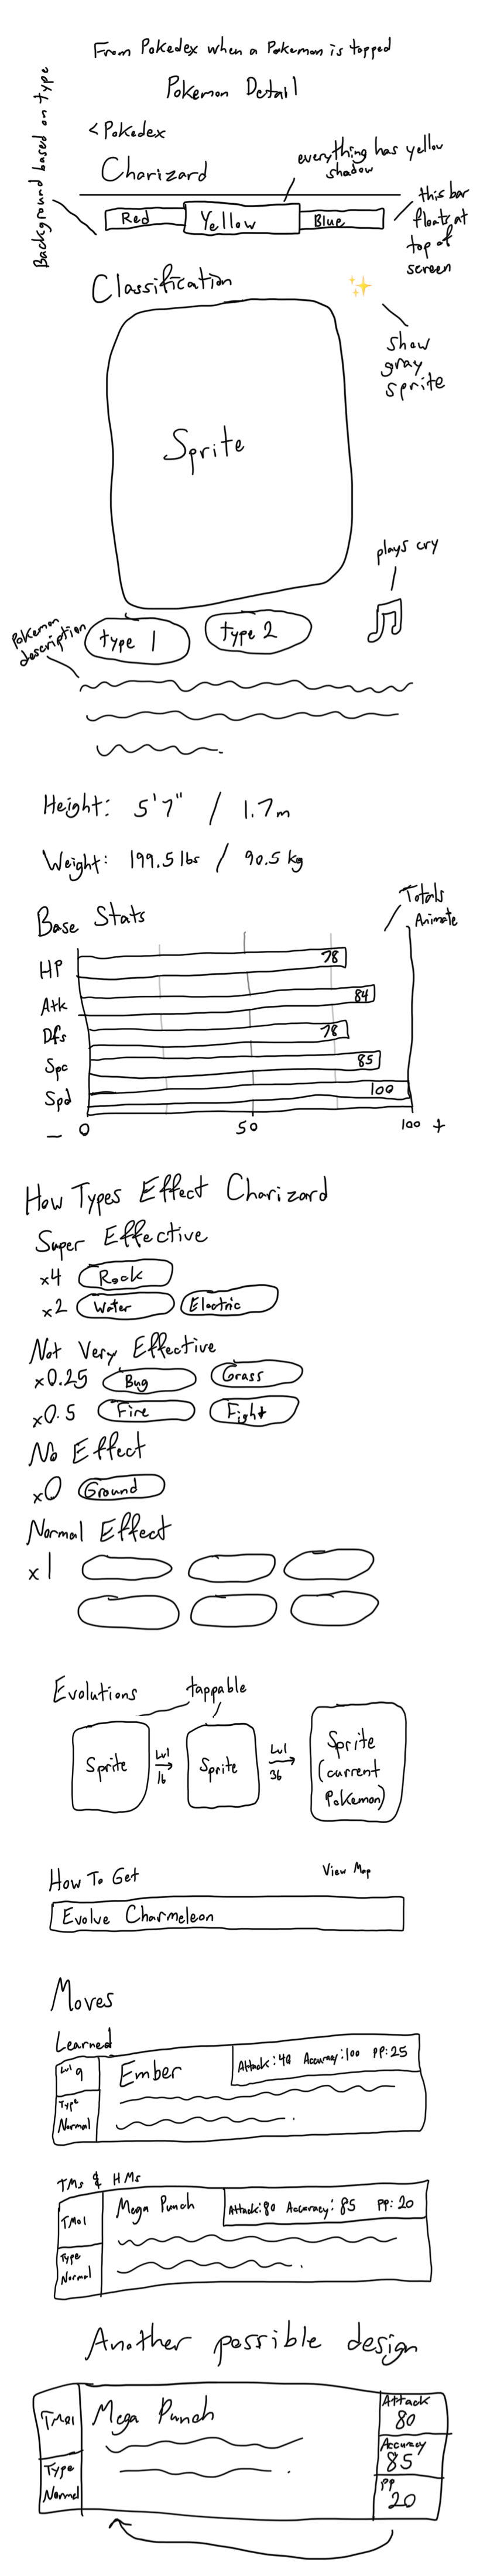 From Pokedex when a Pokemon is tapped
Pokemon Detail
Background based on type
< Pokedex
everything has yellow
shadow
Charizard
this bar
floats at
top of
screen
Red
Yellow
Blue
Classification
show
gray
sprite
Sprite
plays cry
Pokemon
description
type 1
type 2
Height: 5'7" / 1.7m
Weight: 199.5 lbs / 90.5 kg
Totals
Animate
Base Stats
HP
78
Atk
84
Dfs
78
Spc
85
Spd
100
–
0
50
100
+
How Types Effect Charizard
Super Effective
x4 Rock
x2 Water Electric
Not Very Effective
x0.25 Bug Grass
x0.5 Fire Fight
No Effect
x0 Ground
Normal Effect
x1
Evolutions
tappable
Sprite
Lvl
16
Sprite
Lvl
36
Sprite
(current
Pokemon)
How To Get
View Map
Evolve Charmeleon
Moves
Learned
Lvl 9
Ember
Attack: 40 Accuracy: 100 PP: 25
Type
Normal
TMs & HMs
TM01
Mega Punch
Attack: 80 Accuracy: 85 PP: 20
Type
Normal
Another possible design
TM01
Mega Punch
Attack
80
Accuracy
85
PP
20
Type
Normal